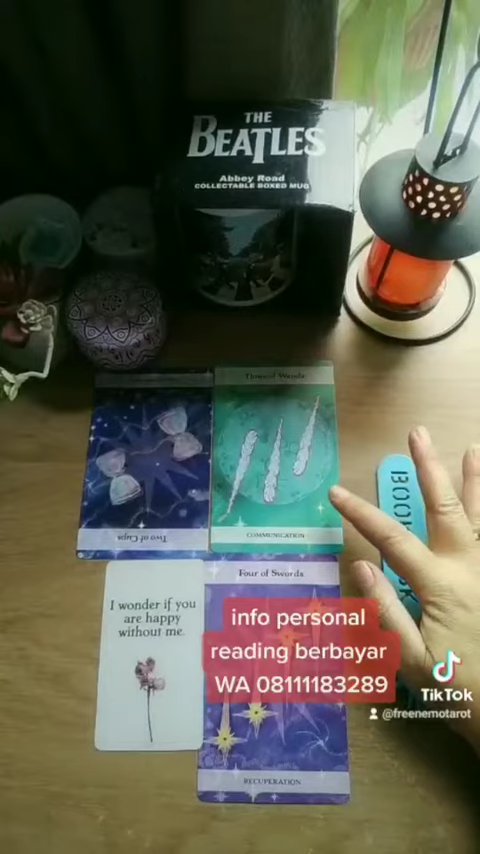 THE
BEATLES
Abbey Road
COLLECTABLE BOXED MUG
Three of Wands
COMMUNICATION
Two of Cups
Four of Swords
I wonder if you
are happy
without me.
info personal
reading berbayar
WA 08111183289
RECUPERATION
TikTok
@freenemotarot